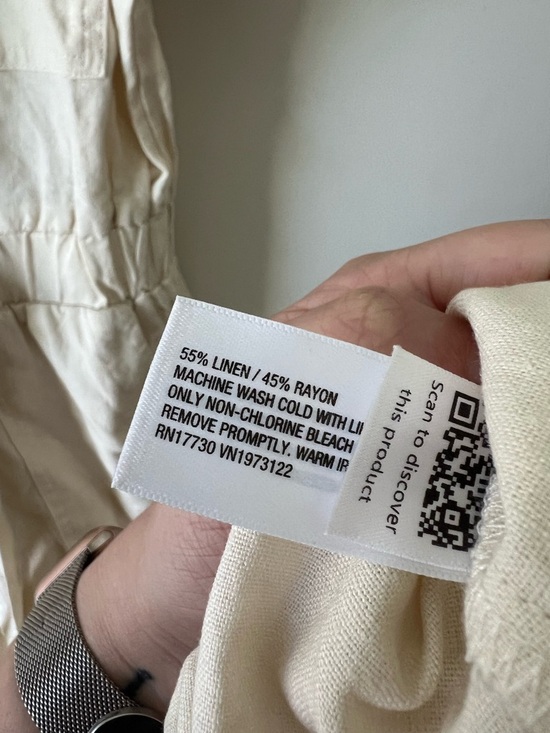 55% LINEN / 45% RAYON
MACHINE WASH COLD WITH
ONLY NON-CHLORINE BLEACH
REMOVE PROMPTLY. WARM
RN17730 VN1973122
Scan to discover
this product